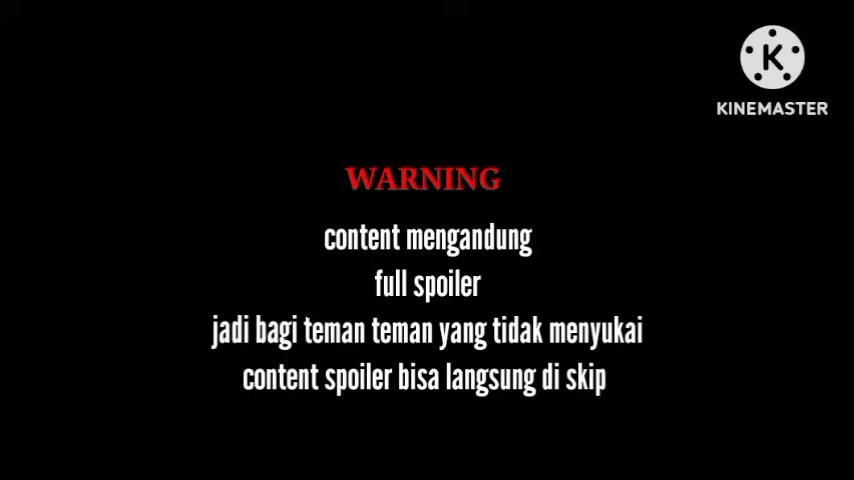 KINEMASTER
WARNING
content mengandung
full spoiler
jadi bagi teman teman yang tidak menyukai
content spoiler bisa langsung di skip